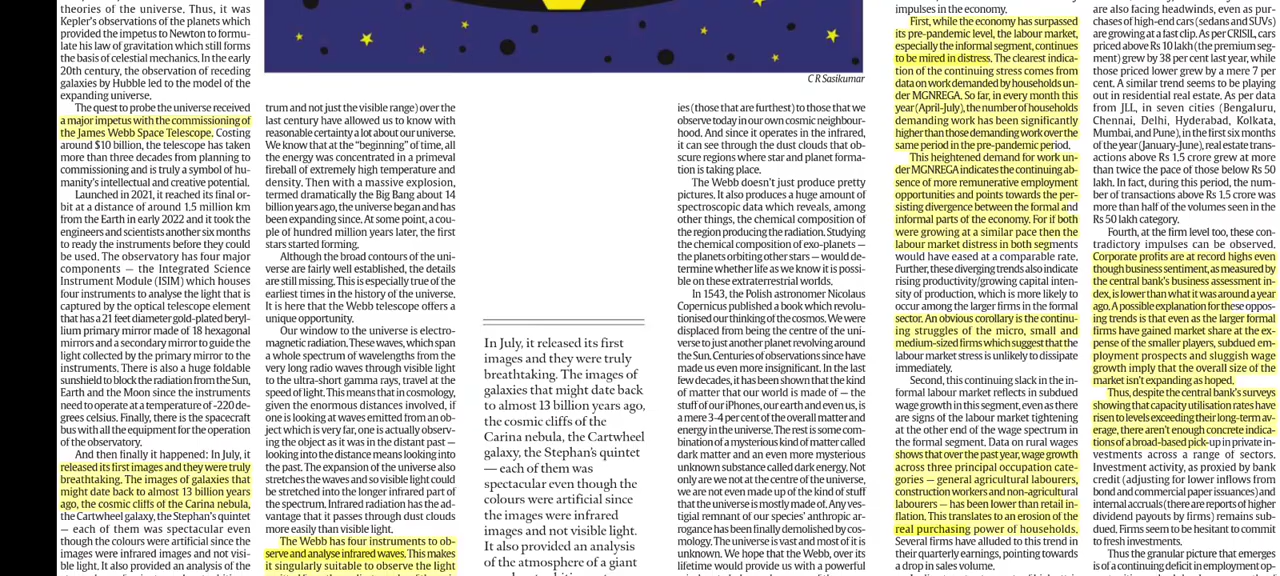 theories of the universe. Thus, it was
Kepler's observations of the planets which
provided the impetus to Newton to formu-
late his law of gravitation which still forms
the basis of celestial mechanics. In the early
20th century, the observation of receding
galaxies by Hubble led to the model of the
expanding universe.
The quest to probe the universe received
a major impetus with the commissioning of
the James Webb Space Telescope. Costing
around $10 billion, the telescope has taken
more than three decades from planning to
commissioning and is truly a symbol of hu-
manity's intellectual and creative potential.
Launched in 2021, it reached its final or-
bit at a distance of around 1.5 million km
from the Earth in early 2022 and it took the
engineers and scientists another six months
to ready the instruments before they could
be used. The observatory has four major
components — the Integrated Science
Instrument Module (ISIM) which houses
four instruments to analyse the light that is
captured by the optical telescope element
that has a 21 feet diameter gold-plated beryl-
lium primary mirror made of 18 hexagonal
mirrors and a secondary mirror to guide the
light collected by the primary mirror to the
instruments. There is also a huge foldable
sunshield to block the radiation from the Sun,
Earth and the Moon since the instruments
need to operate at a temperature of -220 de-
grees celsius. Finally, there is the spacecraft
bus with all the equipment for the operation
of the observatory.
And then finally it happened: In July, it
released its first images and they were truly
breathtaking. The images of galaxies that
might date back to almost 13 billion years
ago, the cosmic cliffs of the Carina nebula,
the Cartwheel galaxy, the Stephan's quintet
— each of them was spectacular even
though the colours were artificial since the
images were infrared images and not visi-
ble light. It also provided an analysis of the
C R Sasikumar
trum and not just the visible range) over the
last century have allowed us to know with
reasonable certainty a lot about our universe.
We know that at the "beginning" of time, all
the energy was concentrated in a primeval
fireball of extremely high temperature and
density. Then with a massive explosion,
termed dramatically the Big Bang about 14
billion years ago, the universe began and has
been expanding since. At some point, a cou-
ple of hundred million years later, the first
stars started forming.
Although the broad contours of the uni-
verse are fairly well established, the details
are still missing. This is especially true of the
earliest times in the history of the universe.
It is here that the Webb telescope offers a
unique opportunity.
Our window to the universe is electro-
magnetic radiation. These waves, which span
a whole spectrum of wavelengths from the
very long radio waves through visible light
to the ultra-short gamma rays, travel at the
speed of light. This means that in cosmology,
given the enormous distances involved, if
one is looking at waves emitted from an ob-
ject which is very far, one is actually observ-
ing the object as it was in the distant past —
looking into the distance means looking into
the past. The expansion of the universe also
stretches the waves and so visible light could
be stretched into the longer infrared part of
the spectrum. Infrared radiation has the ad-
vantage that it passes through dust clouds
more easily than visible light.
The Webb has four instruments to ob-
serve and analyse infrared waves. This makes
it singularly suitable to observe the light
In July, it released its first
images and they were truly
breathtaking. The images of
galaxies that might date back
to almost 13 billion years ago,
the cosmic cliffs of the
Carina nebula, the Cartwheel
galaxy, the Stephan's quintet
— each of them was
spectacular even though the
colours were artificial since
the images were infrared
images and not visible light.
It also provided an analysis
of the atmosphere of a giant
ies (those that are furthest) to those that we
observe today in our own cosmic neighbour-
hood. And since it operates in the infrared,
it can see through the dust clouds that ob-
scure regions where star and planet forma-
tion is taking place.
The Webb doesn't just produce pretty
pictures. It also produces a huge amount of
spectroscopic data which reveals, among
other things, the chemical composition of
the region producing the radiation. Studying
the chemical composition of exo-planets —
the planets orbiting other stars — would de-
termine whether life as we know it is possi-
ble on these extraterrestrial worlds.
In 1543, the Polish astronomer Nicolaus
Copernicus published a book which revolu-
tionised our thinking of the cosmos. We were
displaced from being the centre of the uni-
verse to just another planet revolving around
the Sun. Centuries of observations since have
made us even more insignificant. In the last
few decades, it has been shown that the kind
of matter that our world is made of — the
stuff of our iPhones, our earth and even us, is
a mere 3-4 per cent of the overall matter and
energy in the universe. The rest is some com-
bination of a mysterious kind of matter called
dark matter and an even more mysterious
unknown substance called dark energy. Not
only are we not at the centre of the universe,
we are not even made up of the kind of stuff
that the universe is mostly made of. Any ves-
tigial remnant of our species' anthropic ar-
rogance has been finally demolished by cos-
mology. The universe is vast and most of it is
unknown. We hope that the Webb, over its
lifetime would provide us with a powerful
impulses in the economy.
First, while the economy has surpassed
its pre-pandemic level, the labour market,
especially the informal segment, continues
to be mired in distress. The clearest indica-
tion of the continuing stress comes from
data on work demanded by households un-
der MGNREGA. So far, in every month this
year (April-July), the number of households
demanding work has been significantly
higher than those demanding work over the
same period in the pre-pandemic period.
This heightened demand for work un-
der MGNREGA indicates the continuing ab-
sence of more remunerative employment
opportunities and points towards the per-
sisting divergence between the formal and
informal parts of the economy. For if both
were growing at a similar pace then the
labour market distress in both segments
would have eased at a comparable rate.
Further, these diverging trends also indicate
rising productivity/growing capital inten-
sity of production, which is more likely to
occur among the larger firms in the formal
sector. An obvious corollary is the continu-
ing struggles of the micro, small and
medium-sized firms which suggest that the
labour market stress is unlikely to dissipate
immediately.
Second, this continuing slack in the in-
formal labour market reflects in subdued
wage growth in this segment, even as there
are signs of the labour market tightening
at the other end of the wage spectrum in
the formal segment. Data on rural wages
shows that over the past year, wage growth
across three principal occupation cate-
gories — general agricultural labourers,
construction workers and non-agricultural
labourers — has been lower than retail in-
flation. This translates to an erosion of the
real purchasing power of households.
Several firms have alluded to this trend in
their quarterly earnings, pointing towards
a drop in sales volume.
are also facing headwinds, even as pur-
chases of high-end cars (sedans and SUVs)
are growing at a fast clip. As per CRISIL, cars
priced above Rs 10 lakh (the premium seg-
ment) grew by 38 per cent last year, while
those priced lower grew by a mere 7 per
cent. A similar trend seems to be playing
out in residential real estate. As per data
from JLL, in seven cities (Bengaluru,
Chennai, Delhi, Hyderabad, Kolkata,
Mumbai, and Pune), in the first six months
of the year (January-June), real estate trans-
actions above Rs 1.5 crore grew at more
than twice the pace of those below Rs 50
lakh. In fact, during this period, the num-
ber of transactions above Rs 1.5 crore was
more than half of the volumes seen in the
Rs 50 lakh category.
Fourth, at the firm level too, these con-
tradictory impulses can be observed.
Corporate profits are at record highs even
though business sentiment, as measured by
the central bank's business assessment in-
dex, is lower than what it was around a year
ago. A possible explanation for these oppos-
ing trends is that even as the larger formal
firms have gained market share at the ex-
pense of the smaller players, subdued em-
ployment prospects and sluggish wage
growth imply that the overall size of the
market isn't expanding as hoped.
Thus, despite the central bank's surveys
showing that capacity utilisation rates have
risen to levels exceeding their long-term av-
erage, there aren't enough concrete indica-
tions of a broad-based pick-up in private in-
vestments across a range of sectors.
Investment activity, as proxied by bank
credit (adjusting for lower inflows from
bond and commercial paper issuances) and
internal accruals (there are reports of higher
dividend payouts by firms) remains sub-
dued. Firms seem to be hesitant to commit
to fresh investments.
Thus the granular picture that emerges
is of a continuing deficit in employment op-